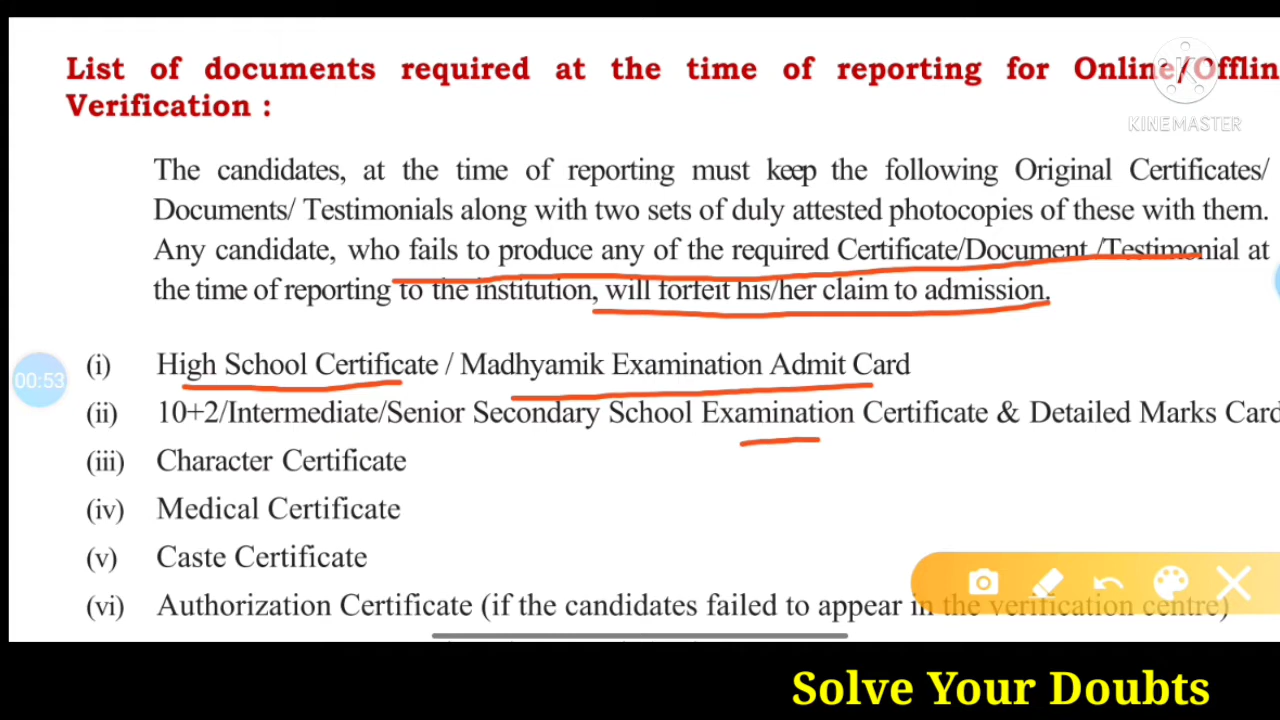 List of documents required at the time of reporting for Online/Offlin
Verification :
KINEMASTER
The candidates, at the time of reporting must keep the following Original Certificates/
Documents/ Testimonials along with two sets of duly attested photocopies of these with them.
Any candidate, who fails to produce any of the required Certificate/Document /Testimonial at
the time of reporting to the institution, will forfeit his/her claim to admission.
00:53
(i) High School Certificate / Madhyamik Examination Admit Card
(ii) 10+2/Intermediate/Senior Secondary School Examination Certificate & Detailed Marks Card
(iii) Character Certificate
(iv) Medical Certificate
(v) Caste Certificate
(vi) Authorization Certificate (if the candidates failed to appear in the verification centre)
Solve Your Doubts